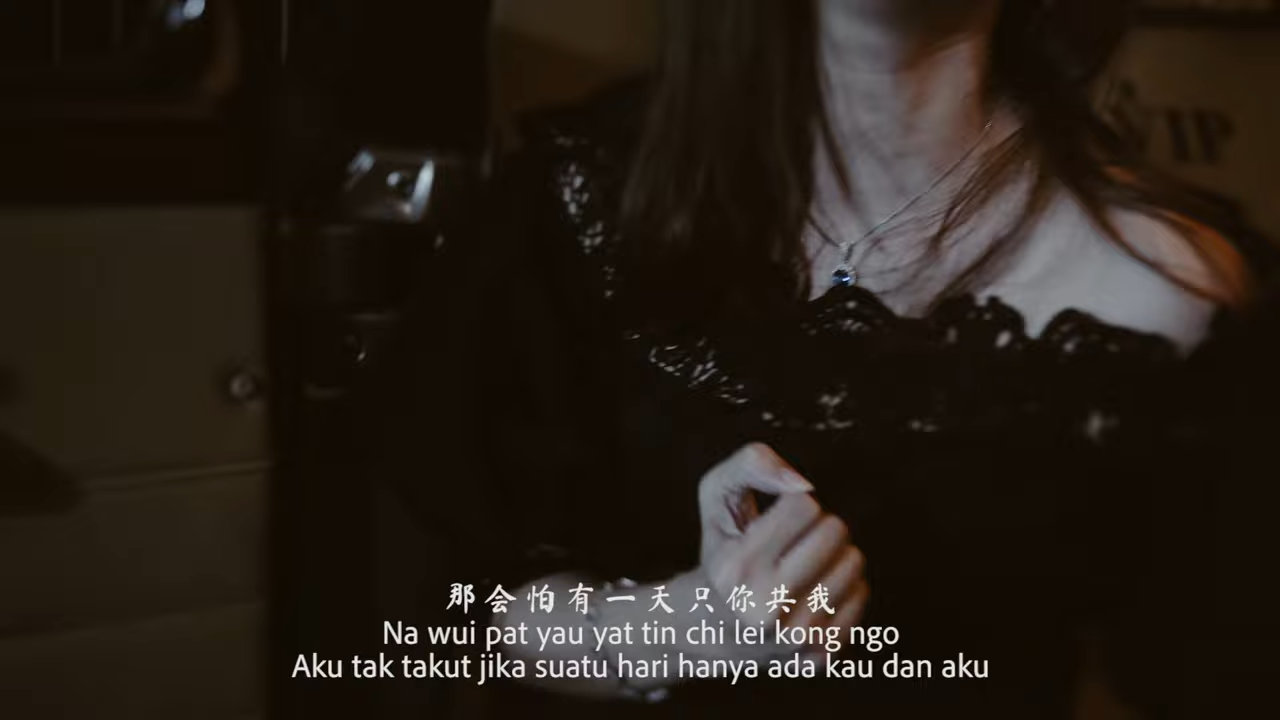 VIP
那会怕有一天只你共我
Na wui pat yau yat tin chi lei kong ngo
Aku tak takut jika suatu hari hanya ada kau dan aku